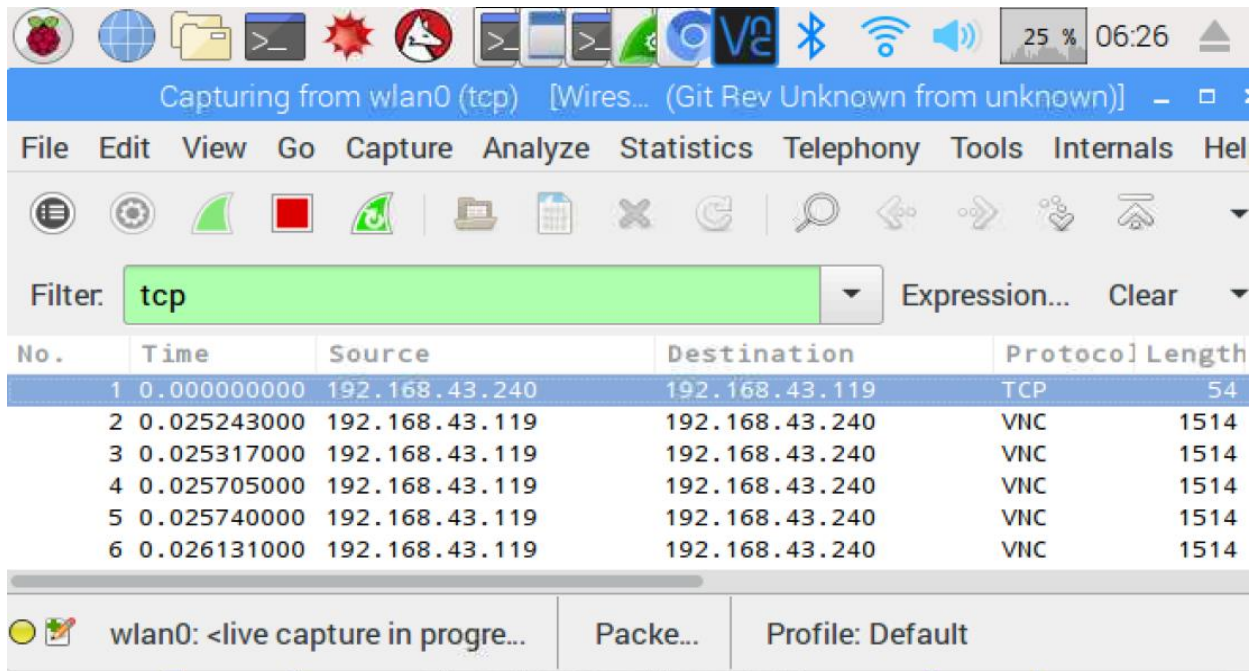 25 % 06:26
Capturing from wlan0 (tcp) [Wires... (Git Rev Unknown from unknown)]
File Edit View Go Capture Analyze Statistics Telephony Tools Internals Hel
Filter: tcp Expression... Clear
No. Time Source Destination Protocol Length
1 0.000000000 192.168.43.240 192.168.43.119 TCP 54
2 0.025243000 192.168.43.119 192.168.43.240 VNC 1514
3 0.025317000 192.168.43.119 192.168.43.240 VNC 1514
4 0.025705000 192.168.43.119 192.168.43.240 VNC 1514
5 0.025740000 192.168.43.119 192.168.43.240 VNC 1514
6 0.026131000 192.168.43.119 192.168.43.240 VNC 1514
wlan0: <live capture in progre... Packe... Profile: Default